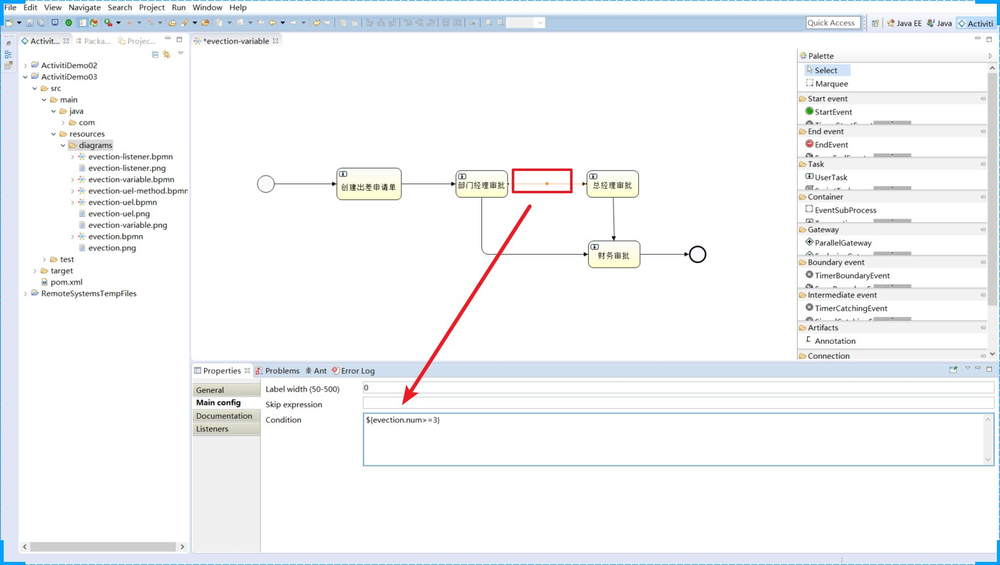 File Edit View Navigate Search Project Run Window Help
Quick Access
Java EE
Java
Activiti
Activit...
Packa...
Projec...
*evection-variable
ActivitiDemo02
ActivitiDemo03
src
main
java
com
resources
diagrams
evection-listener.bpmn
evection-listener.png
evection-variable.bpmn
evection-uel-method.bpmn
evection-uel.bpmn
evection-uel.png
evection-variable.png
evection.bpmn
evection.png
test
target
pom.xml
RemoteSystemsTempFiles
创建出差申请单
部门经理审批
总经理审批
财务审批
Palette
Select
Marquee
Start event
StartEvent
End event
EndEvent
Task
UserTask
Container
EventSubProcess
Gateway
ParallelGateway
Boundary event
TimerBoundaryEvent
Intermediate event
TimerCatchingEvent
Artifacts
Annotation
Connection
Properties
Problems
Ant
Error Log
General
Main config
Documentation
Listeners
Label width (50-500)
0
Skip expression
Condition
${evection.num>=3}